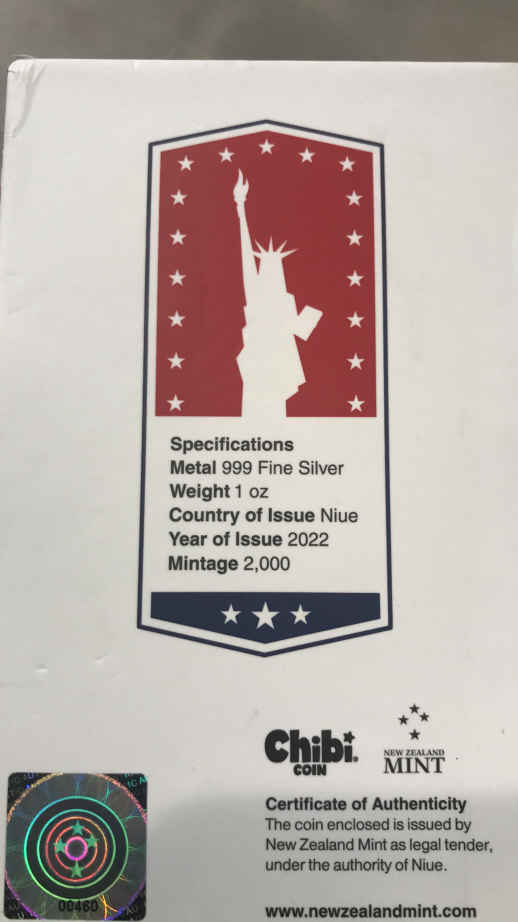 Specifications
Metal 999 Fine Silver
Weight 1 oz
Country of Issue Niue
Year of Issue 2022
Mintage 2,000
Chibi
COIN
NEW ZEALAND
MINT
Certificate of Authenticity
The coin enclosed is issued by
New Zealand Mint as legal tender,
under the authority of Niue.
00460
www.newzealandmint.com